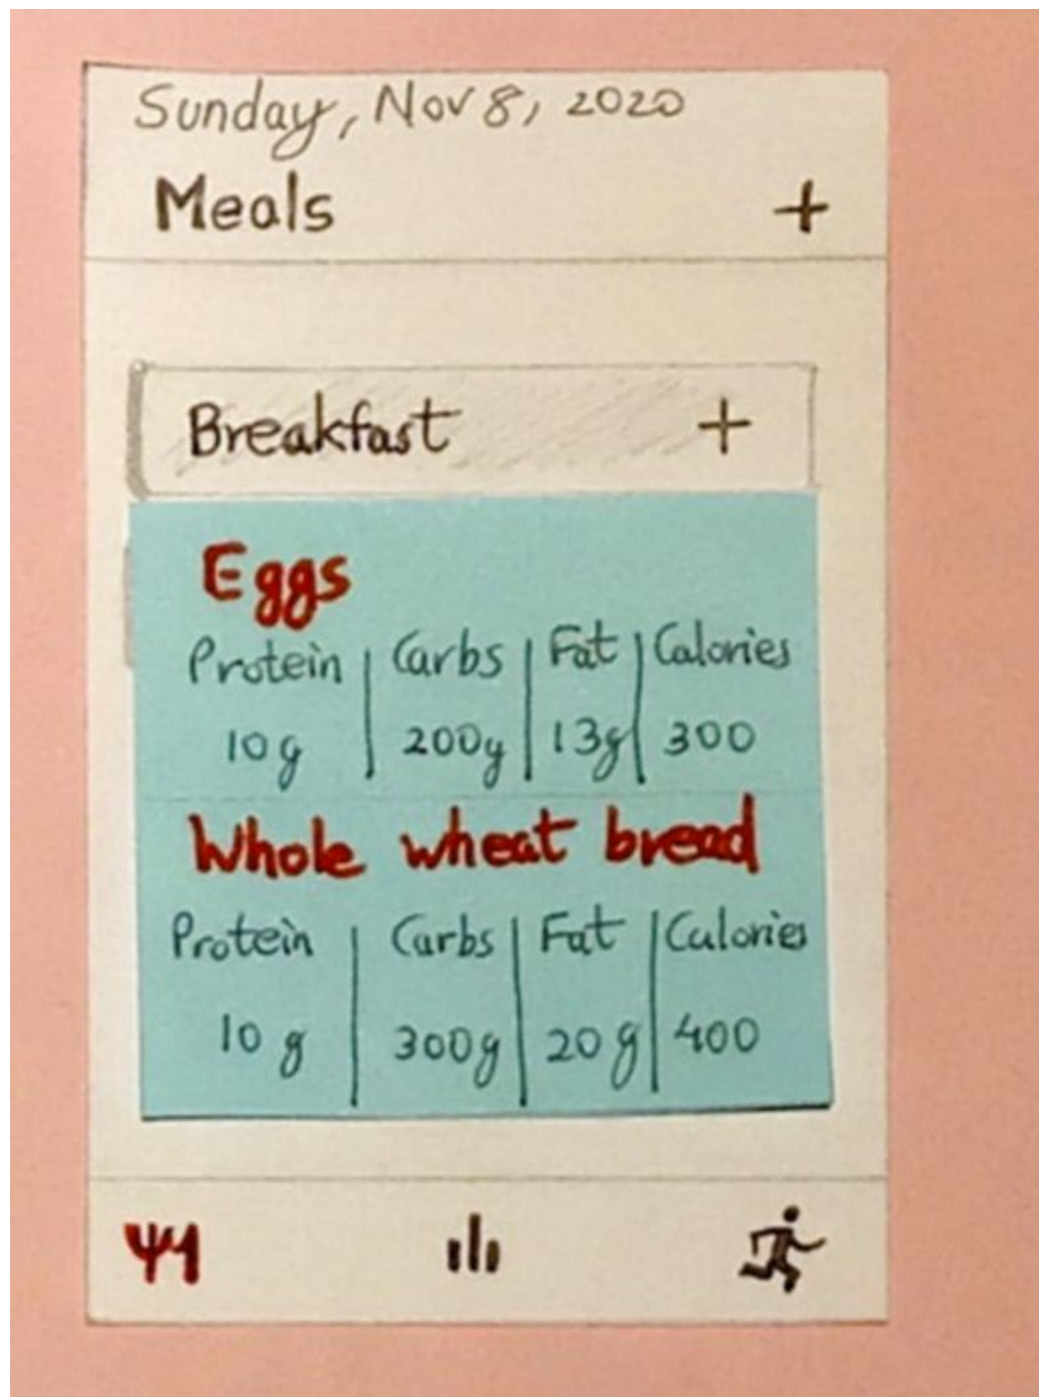 Sunday, Nov 8, 2020
Meals +
Breakfast +
Eggs
Protein Carbs Fat Calories
10 g 200g 13g 300
Whole wheat bread
Protein Carbs Fat Calories
10 g 300g 20 g 400